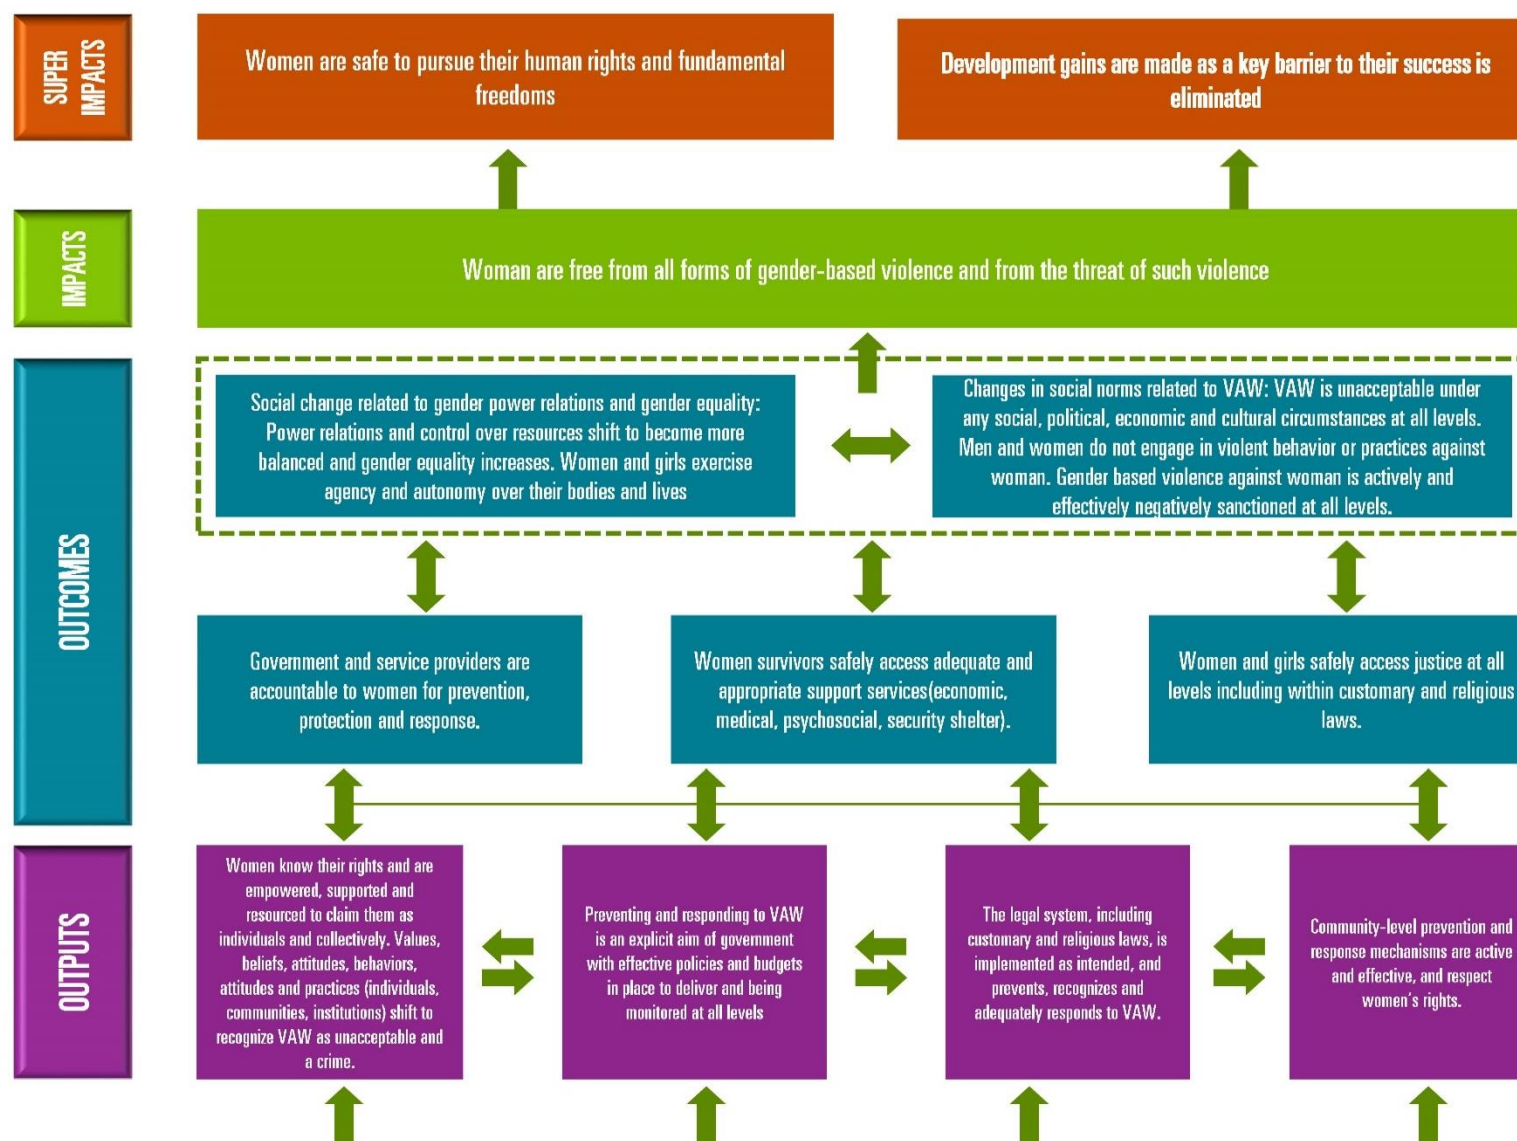 SUPER
IMPACTS
Women are safe to pursue their human rights and fundamental
freedoms
Development gains are made as a key barrier to their success is
eliminated
IMPACTS
Woman are free from all forms of gender-based violence and from the threat of such violence
OUTCOMES
Social change related to gender power relations and gender equality:
Power relations and control over resources shift to become more
balanced and gender equality increases. Women and girls exercise
agency and autonomy over their bodies and lives
Changes in social norms related to VAW: VAW is unacceptable under
any social, political, economic and cultural circumstances at all levels.
Men and women do not engage in violent behavior or practices against
woman. Gender based violence against woman is actively and
effectively negatively sanctioned at all levels.
Government and service providers are
accountable to women for prevention,
protection and response.
Women survivors safely access adequate and
appropriate support services(economic,
medical, psychosocial, security shelter).
Women and girls safely access justice at all
levels including within customary and religious
laws.
OUTPUTS
Women know their rights and are
empowered, supported and
resourced to claim them as
individuals and collectively. Values,
beliefs, attitudes, behaviors,
attitudes and practices (individuals,
communities, institutions) shift to
recognize VAW as unacceptable and
a crime.
Preventing and responding to VAW
is an explicit aim of government
with effective policies and budgets
in place to deliver and being
monitored at all levels
The legal system, including
customary and religious laws, is
implemented as intended, and
prevents, recognizes and
adequately responds to VAW.
Community-level prevention and
response mechanisms are active
and effective, and respect
women's rights.